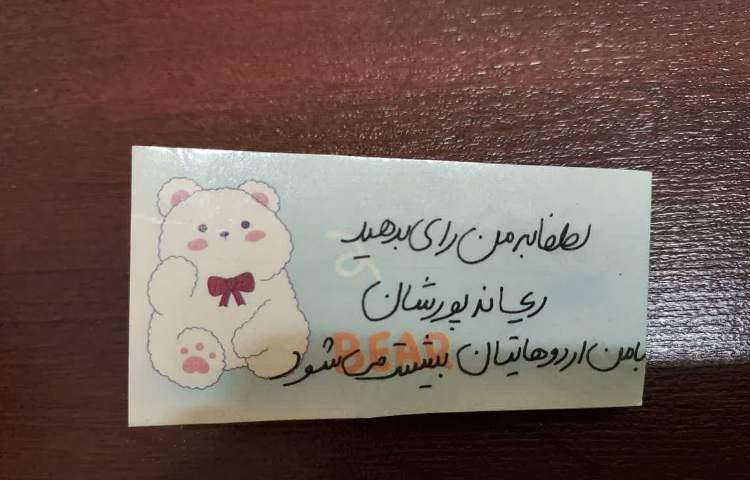 لطفا به من رای بدهید
ریحانه پورشان
با من اردوهایتان بیشتر می شود
BEAR